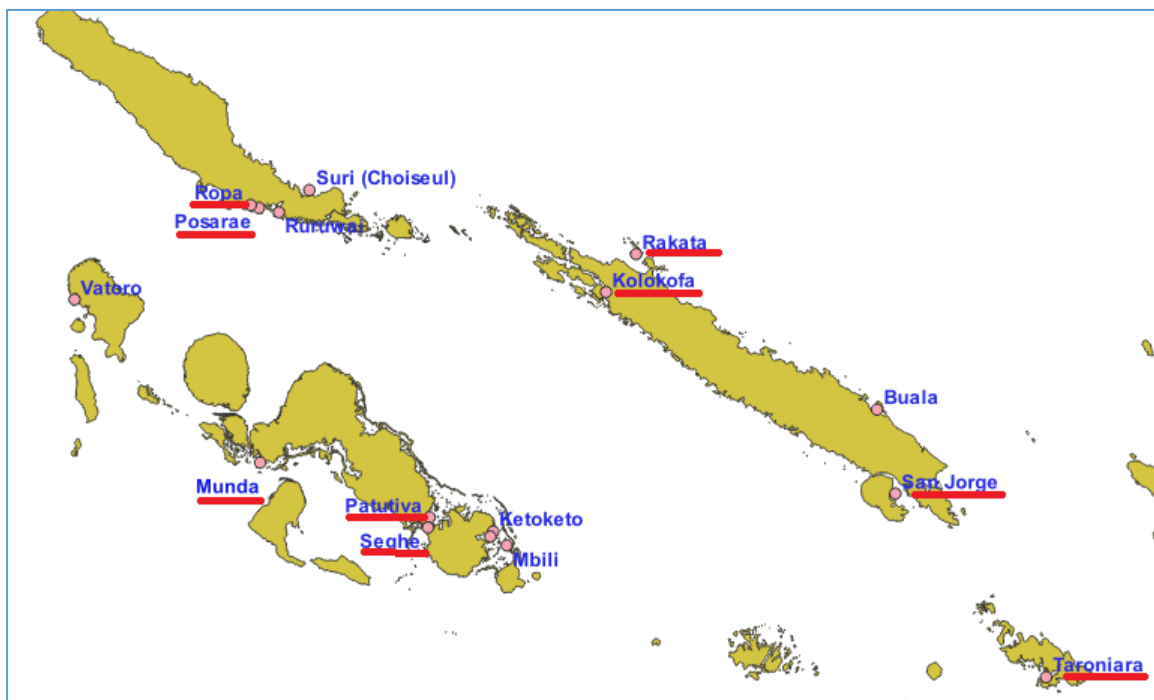 Suri (Choiseul)
Ropa
Posarae
Ruruwai
Rakata
Kolokofa
Vatoro
Buala
San Jorge
Munda
Patutiva
Ketoketo
Seghe
Mbili
Taroniara